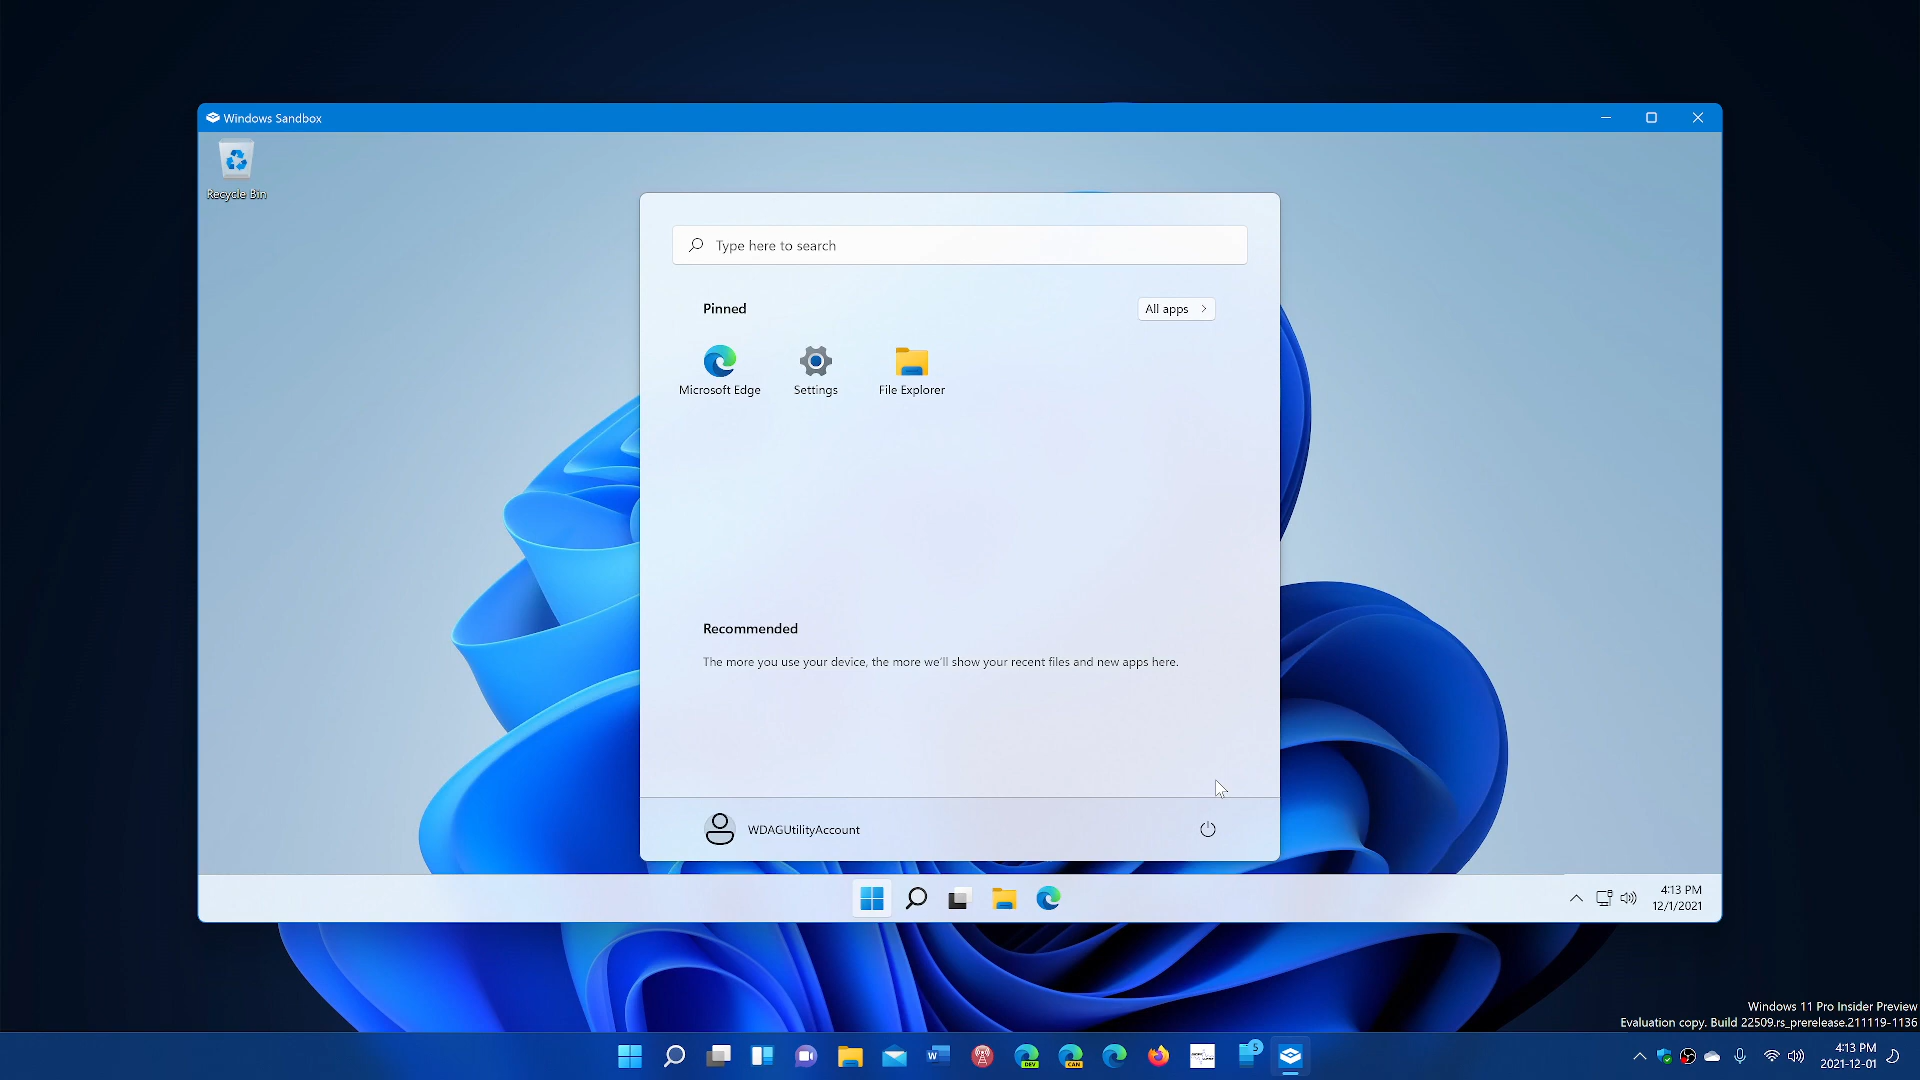 Windows Sandbox
Recycle Bin
Type here to search
Pinned
All apps
Microsoft Edge
Settings
File Explorer
Recommended
The more you use your device, the more we'll show your recent files and new apps here.
WDAGUtilityAccount
4:13 PM
12/1/2021
Windows 11 Pro Insider Preview
Evaluation copy. Build 22509.rs_prerelease.211119-1136
W
DEV
CAN
5
4:13 PM
2021-12-01